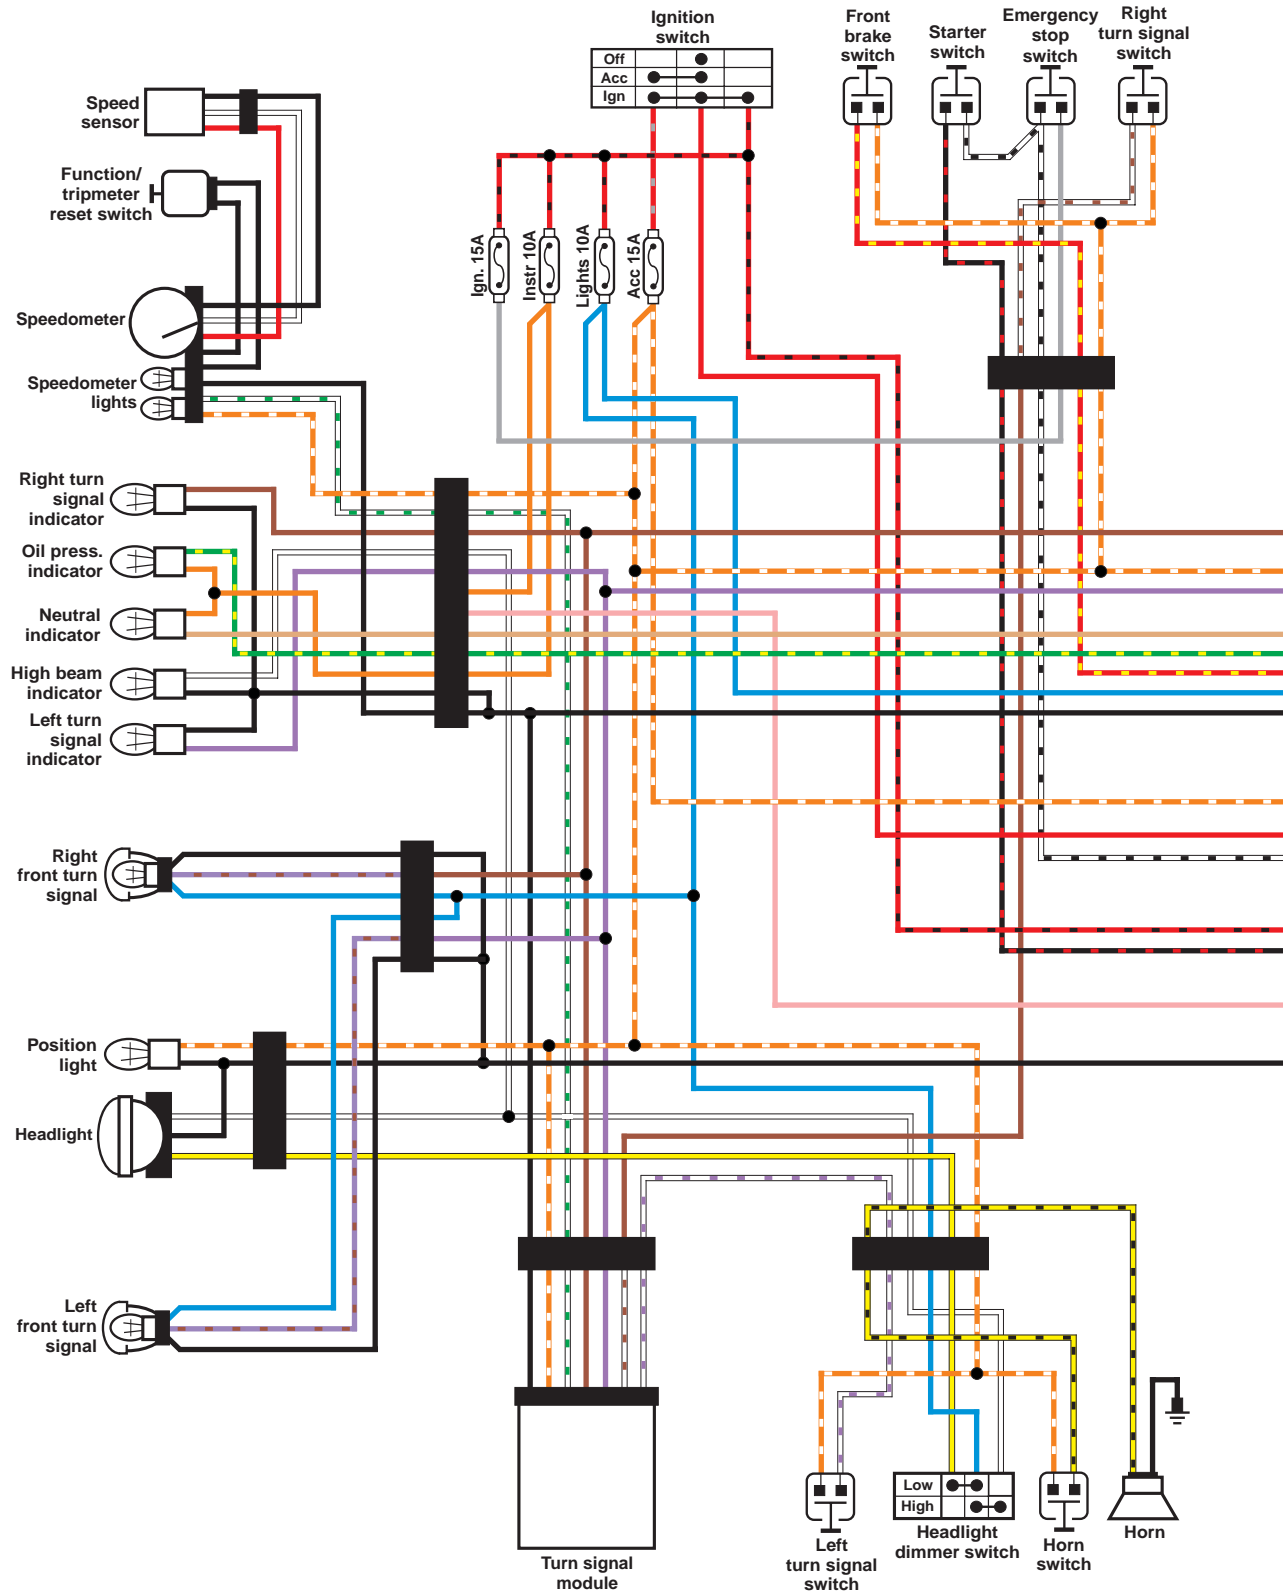 Ignition
switch
Off
Acc
Ign
Front
brake
switch
Starter
switch
Emergency
stop
switch
Right
turn signal
switch
Speed
sensor
Function/
tripmeter
reset switch
Ign. 15A
Instr 10A
Lights 10A
Acc 15A
Speedometer
Speedometer
lights
Right turn
signal
indicator
Oil press.
indicator
Neutral
indicator
High beam
indicator
Left turn
signal
indicator
Right
front turn
signal
Position
light
Headlight
Left
front turn
signal
Turn signal
module
Left
turn signal
switch
Low
High
Headlight
dimmer switch
Horn
switch
Horn